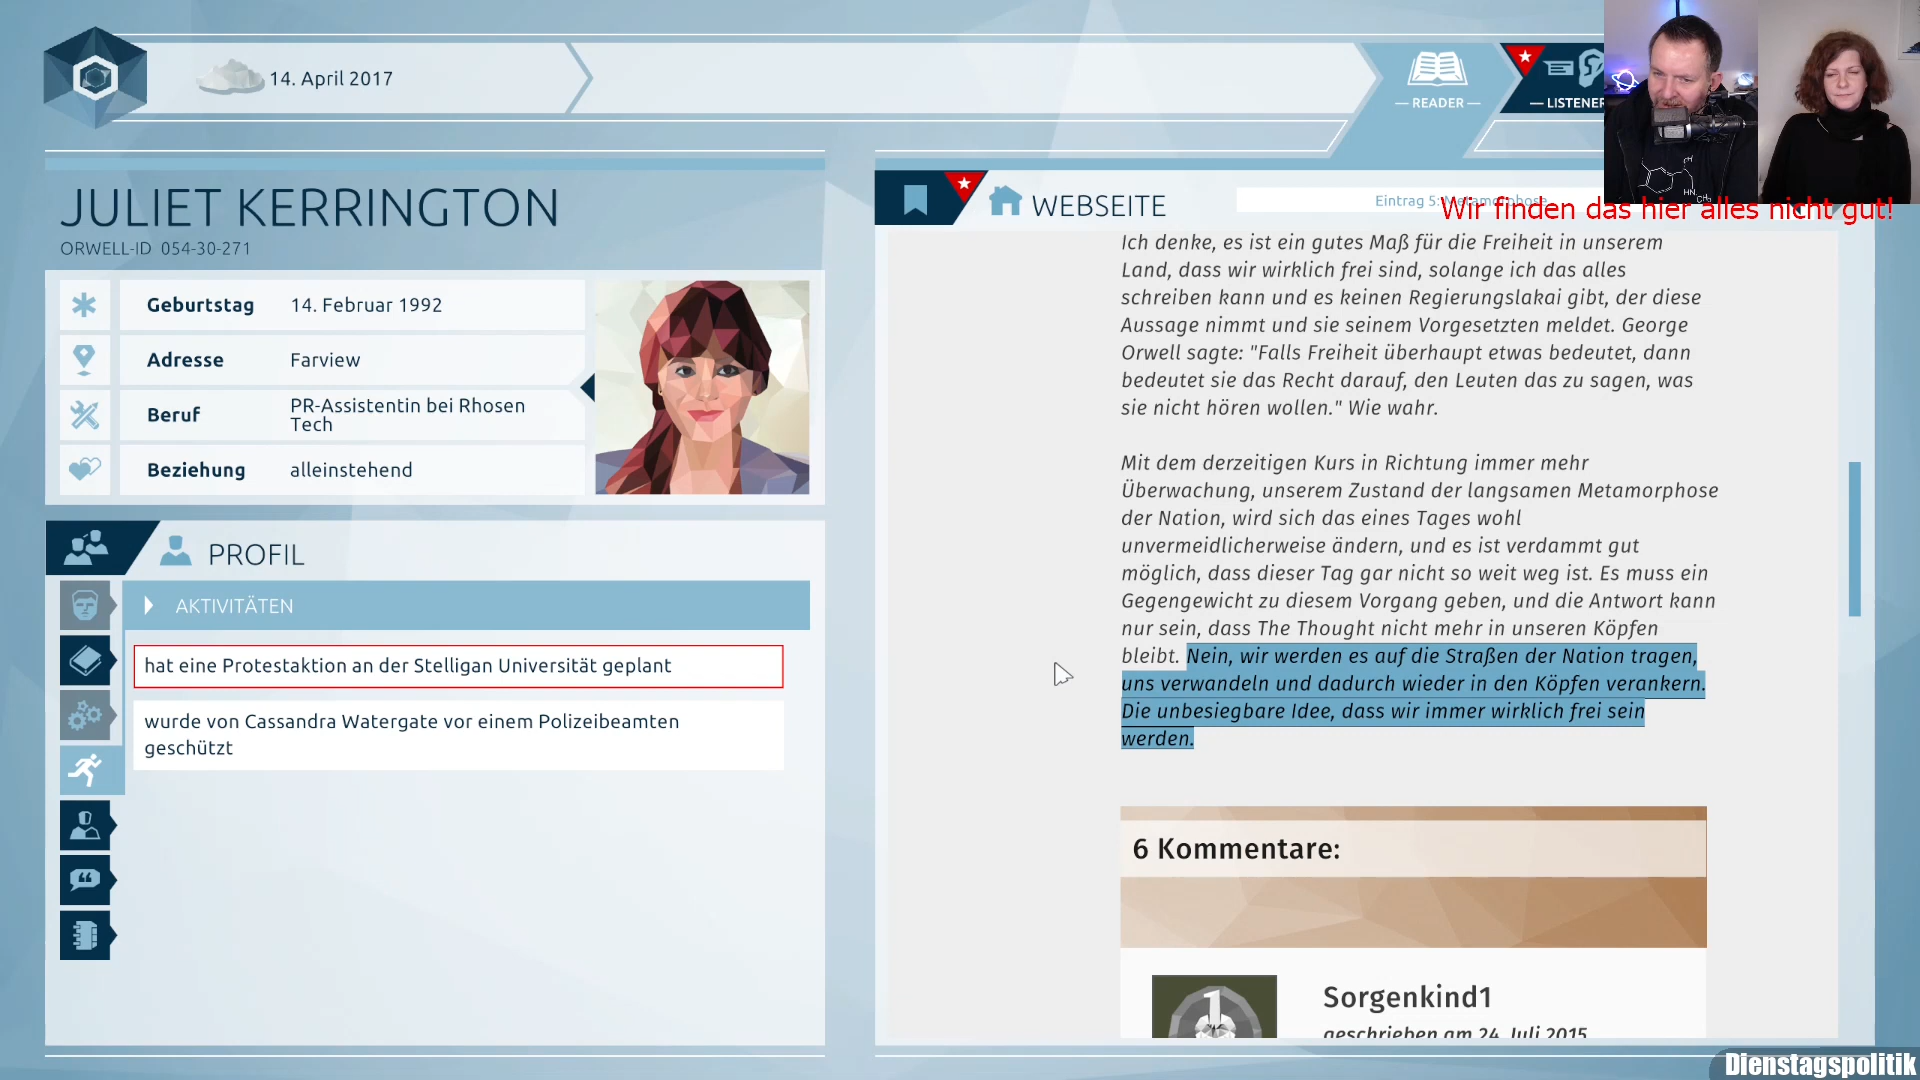 14. April 2017
— READER —
— LISTENER
JULIET KERRINGTON
ORWELL-ID 054-30-271
Geburtstag 14. Februar 1992
Adresse Farview
Beruf PR-Assistentin bei Rhosen
Tech
Beziehung alleinstehend
PROFIL
AKTIVITÄTEN
hat eine Protestaktion an der Stelligan Universität geplant
wurde von Cassandra Watergate vor einem Polizeibeamten
geschützt
WEBSEITE
Eintrag 5: Metamorphose
Wir finden das hier alles nicht gut!
Ich denke, es ist ein gutes Maß für die Freiheit in unserem
Land, dass wir wirklich frei sind, solange ich das alles
schreiben kann und es keinen Regierungslakai gibt, der diese
Aussage nimmt und sie seinem Vorgesetzten meldet. George
Orwell sagte: "Falls Freiheit überhaupt etwas bedeutet, dann
bedeutet sie das Recht darauf, den Leuten das zu sagen, was
sie nicht hören wollen." Wie wahr.
Mit dem derzeitigen Kurs in Richtung immer mehr
Überwachung, unserem Zustand der langsamen Metamorphose
der Nation, wird sich das eines Tages wohl
unvermeidlicherweise ändern, und es ist verdammt gut
möglich, dass dieser Tag gar nicht so weit weg ist. Es muss ein
Gegengewicht zu diesem Vorgang geben, und die Antwort kann
nur sein, dass The Thought nicht mehr in unseren Köpfen
bleibt. Nein, wir werden es auf die Straßen der Nation tragen,
uns verwandeln und dadurch wieder in den Köpfen verankern.
Die unbesiegbare Idee, dass wir immer wirklich frei sein
werden.
6 Kommentare:
1
Sorgenkind1
geschrieben am 24. Juli 2015
Dienstagspolitik